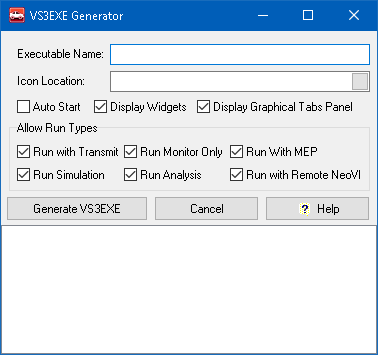 VS3EXE Generator
Executable Name:
Icon Location:
Auto Start Display Widgets Display Graphical Tabs Panel
Allow Run Types
Run with Transmit Run Monitor Only Run With MEP
Run Simulation Run Analysis Run with Remote NeoVI
Generate VS3EXE Cancel ? Help